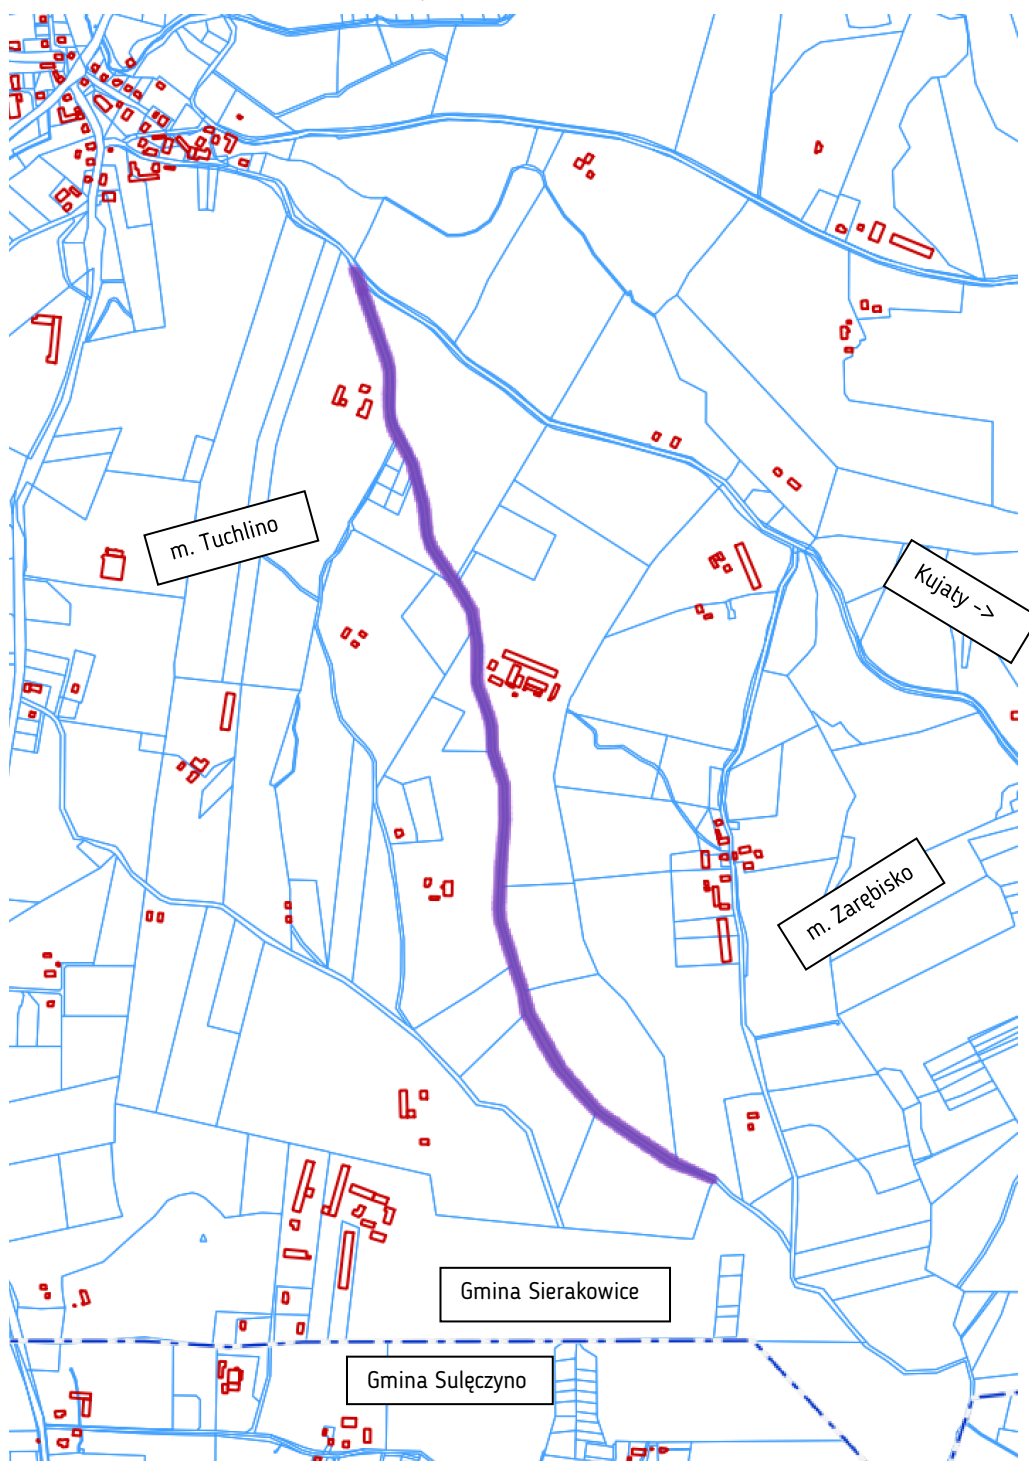 m. Tuchlino
Kujaty ->
m. Zarębisko
Gmina Sierakowice
Gmina Sulęczyno